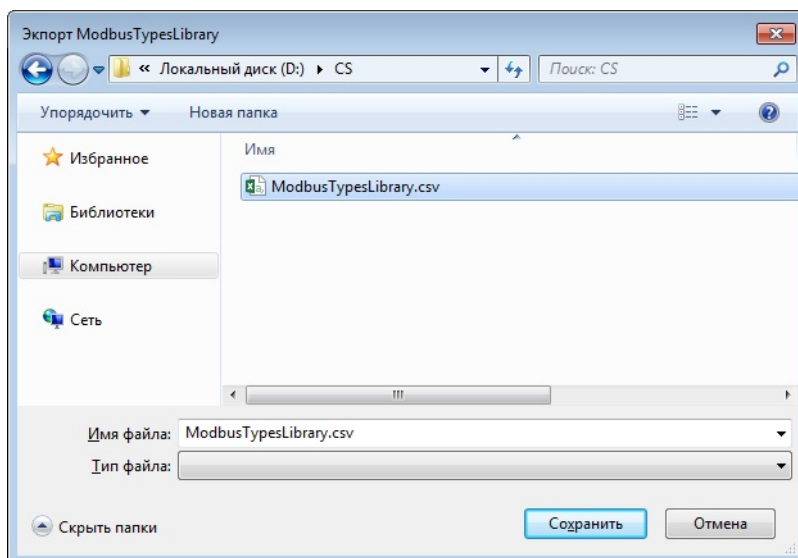 Экпорт ModbusTypesLibrary
« Локальный диск (D:) CS
Поиск: CS
Упорядочить Новая папка
Избранное
Библиотеки
Компьютер
Сеть
Имя
ModbusTypesLibrary.csv
Имя файла: ModbusTypesLibrary.csv
Тип файла:
Скрыть папки
Сохранить
Отмена